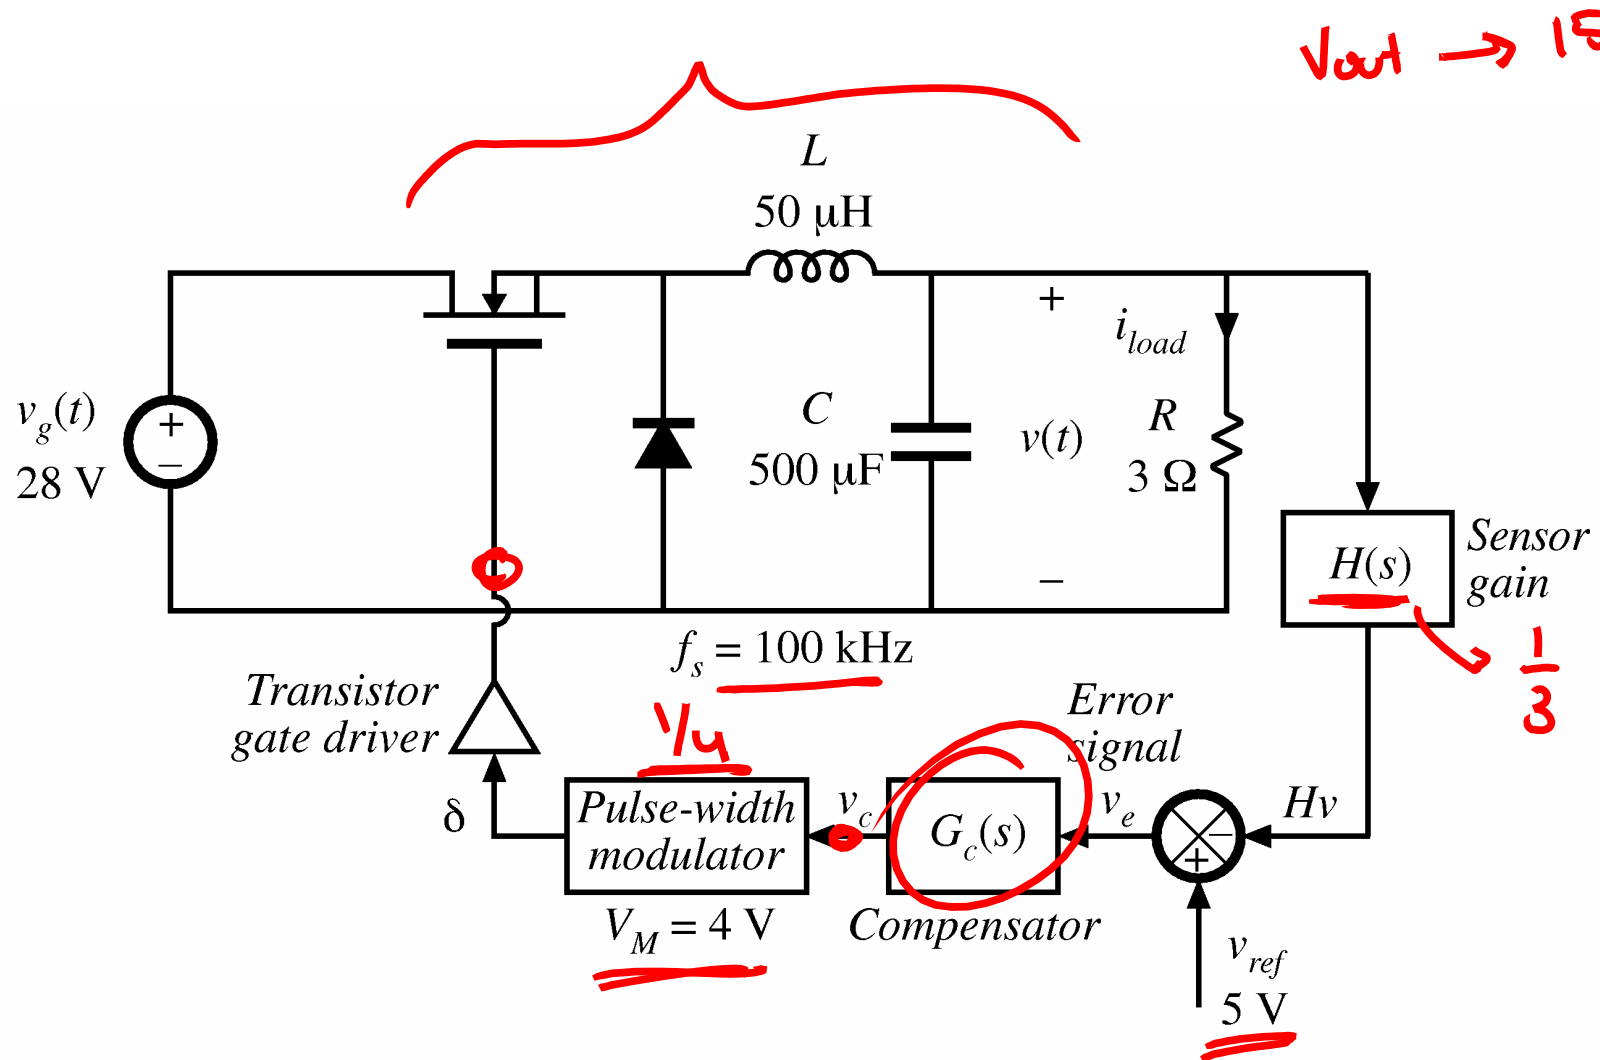 Vout → 15
L
50 μH
+
i_load
v_g(t)
+
–
28 V
C
500 μF
v(t)
R
3 Ω
–
H(s)
Sensor
gain
f_s = 100 kHz
1/3
Transistor
gate driver
1/4
Error
signal
δ
Pulse-width
modulator
v_c
G_c(s)
v_e
–
+
Hv
V_M = 4 V
Compensator
v_ref
5 V